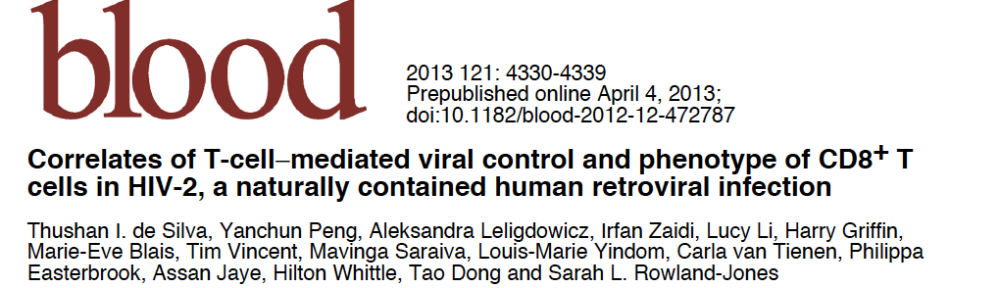 blood
2013 121: 4330-4339
Prepublished online April 4, 2013;
doi:10.1182/blood-2012-12-472787
Correlates of T-cell–mediated viral control and phenotype of CD8+ T
cells in HIV-2, a naturally contained human retroviral infection
Thushan I. de Silva, Yanchun Peng, Aleksandra Leligdowicz, Irfan Zaidi, Lucy Li, Harry Griffin,
Marie-Eve Blais, Tim Vincent, Mavinga Saraiva, Louis-Marie Yindom, Carla van Tienen, Philippa
Easterbrook, Assan Jaye, Hilton Whittle, Tao Dong and Sarah L. Rowland-Jones